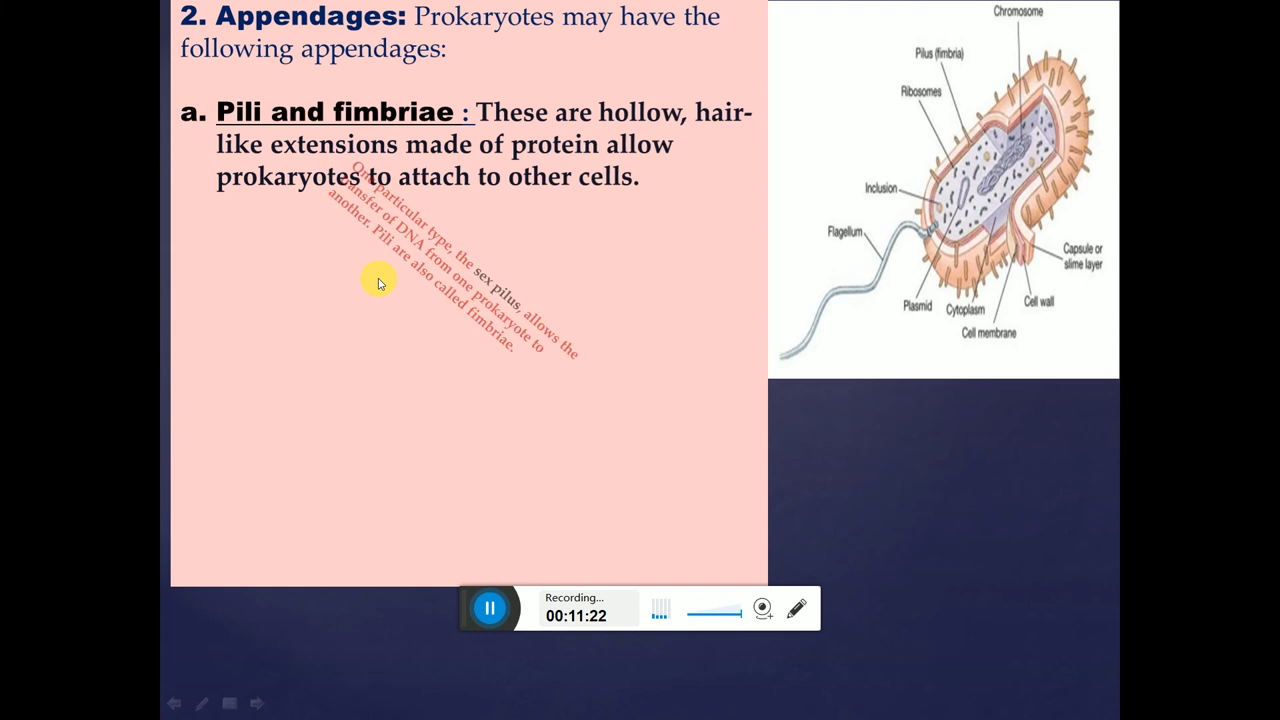 2. Appendages: Prokaryotes may have the
following appendages:
a. Pili and fimbriae : These are hollow, hair-
like extensions made of protein allow
prokaryotes to attach to other cells.
One particular type, the sex pilus, allows the
transfer of DNA from one prokaryote to
another. Pili are also called fimbriae.
Chromosome
Pilus (fimbria)
Ribosomes
Inclusion
Flagellum
Capsule or
slime layer
Cell wall
Plasmid
Cytoplasm
Cell membrane
Recording...
00:11:22